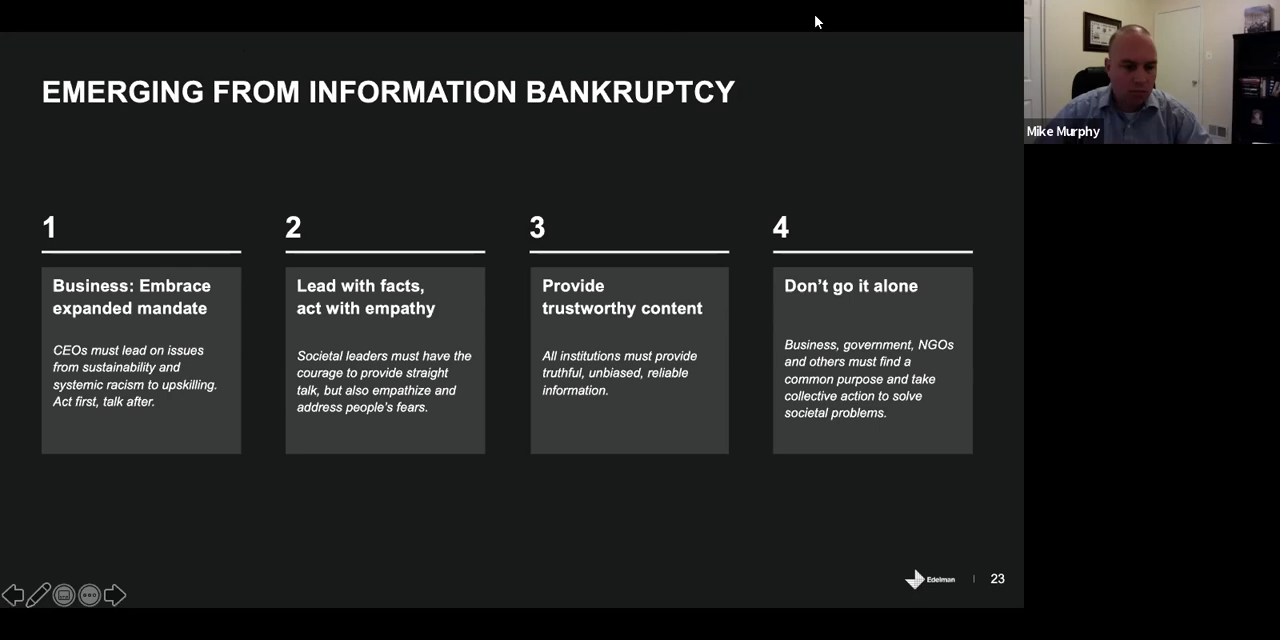 EMERGING FROM INFORMATION BANKRUPTCY
1
Business: Embrace
expanded mandate
CEOs must lead on issues
from sustainability and
systemic racism to upskilling.
Act first, talk after.
2
Lead with facts,
act with empathy
Societal leaders must have the
courage to provide straight
talk, but also empathize and
address people's fears.
3
Provide
trustworthy content
All institutions must provide
truthful, unbiased, reliable
information.
4
Don't go it alone
Business, government, NGOs
and others must find a
common purpose and take
collective action to solve
societal problems.
Edelman
23
Mike Murphy